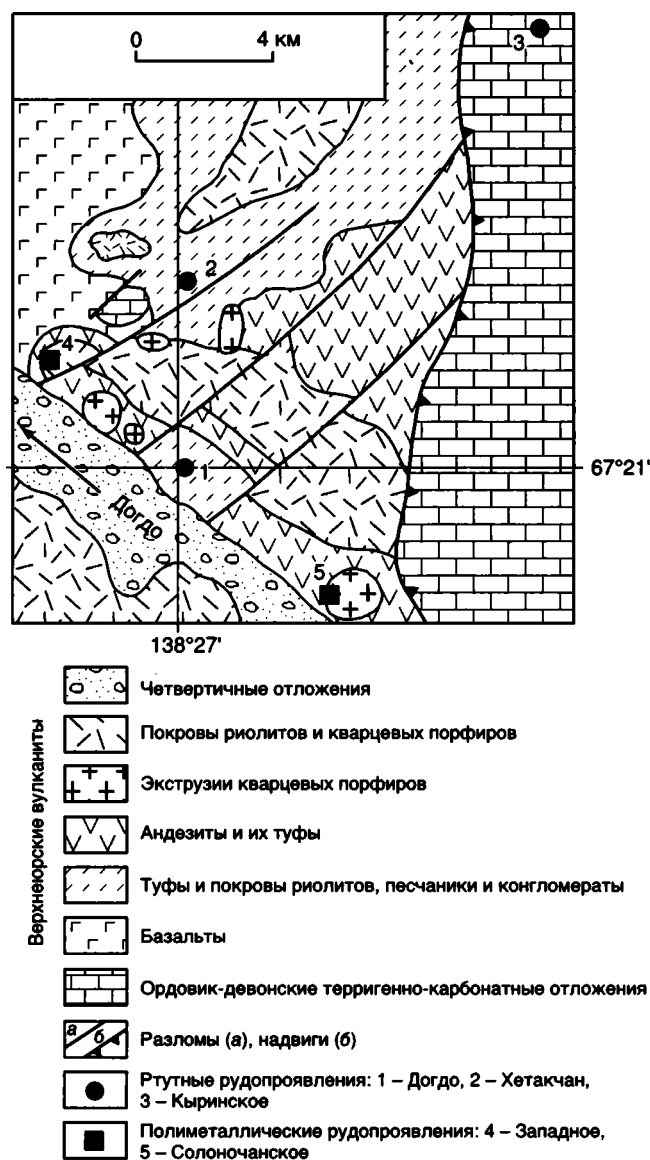 0 4 км
3
2
4
1
67°21'
Догдо
5
138°27'
Верхнеюрские вулканиты
Четвертичные отложения
Покровы риолитов и кварцевых порфиров
Экструзии кварцевых порфиров
Андезиты и их туфы
Туфы и покровы риолитов, песчаники и конгломераты
Базальты
Ордовик-девонские терригенно-карбонатные отложения
а б Разломы (а), надвиги (б)
Ртутные рудопроявления: 1 – Догдо, 2 – Хетакчан,
3 – Кыринское
Полиметаллические рудопроявления: 4 – Западное,
5 – Солоночанское